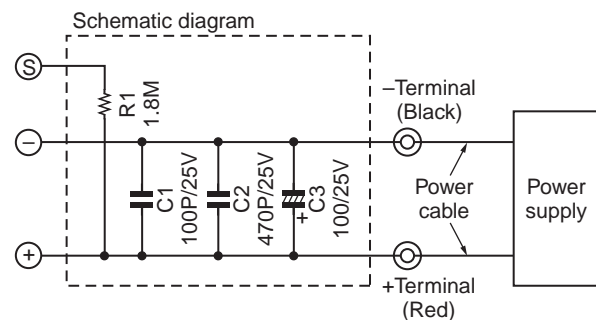 Schematic diagram
S
R1
1.8M
–
+
C1
100P/25V
C2
470P/25V
+
C3
100/25V
–Terminal
(Black)
Power
cable
+Terminal
(Red)
Power
supply